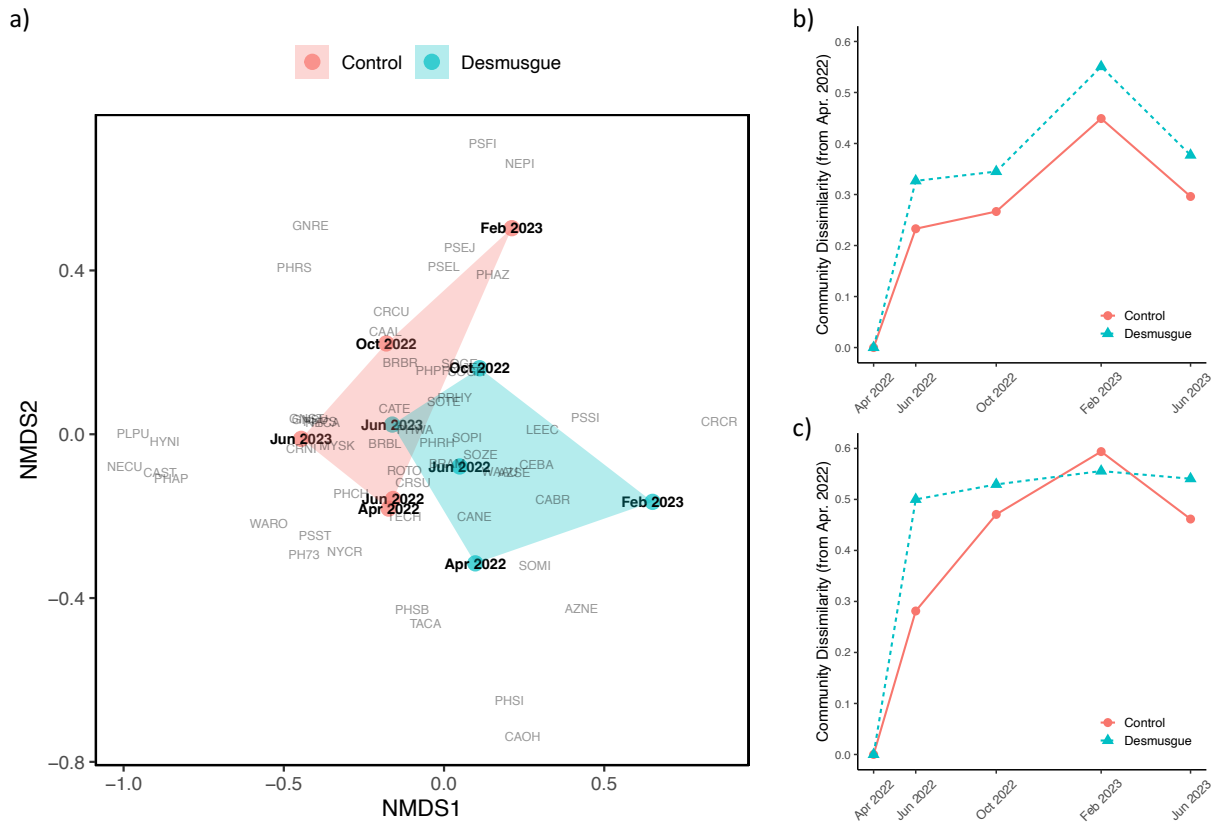 a)
Control
Desmusgue
PSFI
NEPI
GNRE
Feb 2023
PSEJ
PHRS
PSEL
PHAZ
0.4
CRCU
CAAL
Oct 2022
BRBR
Oct 2022
CATE
SOTE
PSSI
CRCR
Jun 2023
PHWA
LEEC
0.0
PLPU
HYNI
Jun 2023
CRNI
MYSK
BRBL
PHRH
SOPI
SOZE
NECU
CAST
PHAP
ROTO
Jun 2022
CEBA
CRSU
PHCH
Jun 2022
CABR
Feb 2023
Apr 2022
TECH
CANE
WARO
PSST
PH73
NYCR
Apr 2022
SOMI
−0.4
PHSB
TACA
AZNE
PHSI
CAOH
−0.8
−1.0
−0.5
0.0
0.5
NMDS1
NMDS2
b)
Community Dissimilarity (from Apr. 2022)
0.6
0.5
0.4
0.3
0.2
0.1
0.0
Control
Desmusgue
Apr 2022
Jun 2022
Oct 2022
Feb 2023
Jun 2023
c)
Community Dissimilarity (from Apr. 2022)
0.6
0.5
0.4
0.3
0.2
0.1
0.0
Control
Desmusgue
Apr 2022
Jun 2022
Oct 2022
Feb 2023
Jun 2023